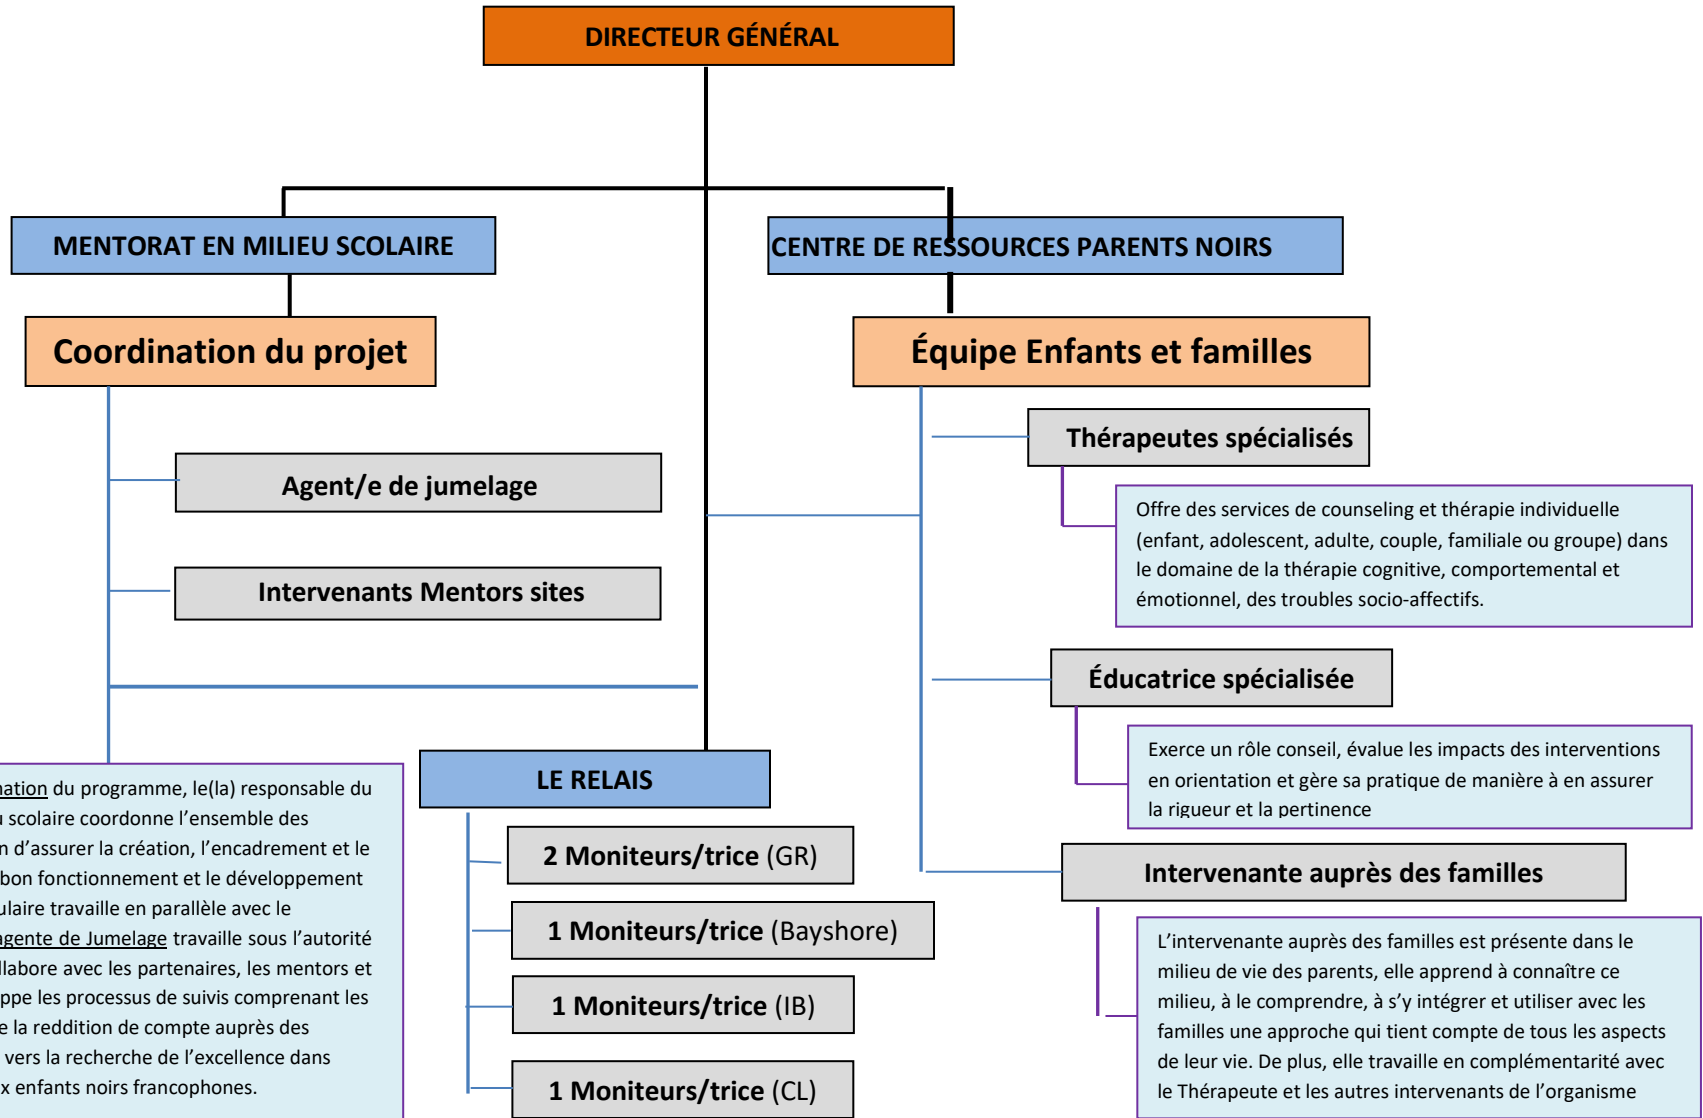 DIRECTEUR GÉNÉRAL
MENTORAT EN MILIEU SCOLAIRE
CENTRE DE RESSOURCES PARENTS NOIRS
Coordination du projet
Équipe Enfants et familles
Agent/e de jumelage
Intervenants Mentors sites
Thérapeutes spécialisés
Offre des services de counseling et thérapie individuelle
(enfant, adolescent, adulte, couple, familiale ou groupe) dans
le domaine de la thérapie cognitive, comportemental et
émotionnel, des troubles socio-affectifs.
Éducatrice spécialisée
Exerce un rôle conseil, évalue les impacts des interventions
en orientation et gère sa pratique de manière à en assurer
la rigueur et la pertinence
Intervenante auprès des familles
L'intervenante auprès des familles est présente dans le
milieu de vie des parents, elle apprend à connaître ce
milieu, à le comprendre, à s'y intégrer et utiliser avec les
familles une approche qui tient compte de tous les aspects
de leur vie. De plus, elle travaille en complémentarité avec
le Thérapeute et les autres intervenants de l'organisme
du programme, le(la) responsable du
scolaire coordonne l'ensemble des
d'assurer la création, l'encadrement et le
bon fonctionnement et le développement
travaille en parallèle avec le
agente de Jumelage travaille sous l'autorité
avec les partenaires, les mentors et
les processus de suivis comprenant les
la reddition de compte auprès des
vers la recherche de l'excellence dans
enfants noirs francophones.
LE RELAIS
2 Moniteurs/trice (GR)
1 Moniteurs/trice (Bayshore)
1 Moniteurs/trice (IB)
1 Moniteurs/trice (CL)